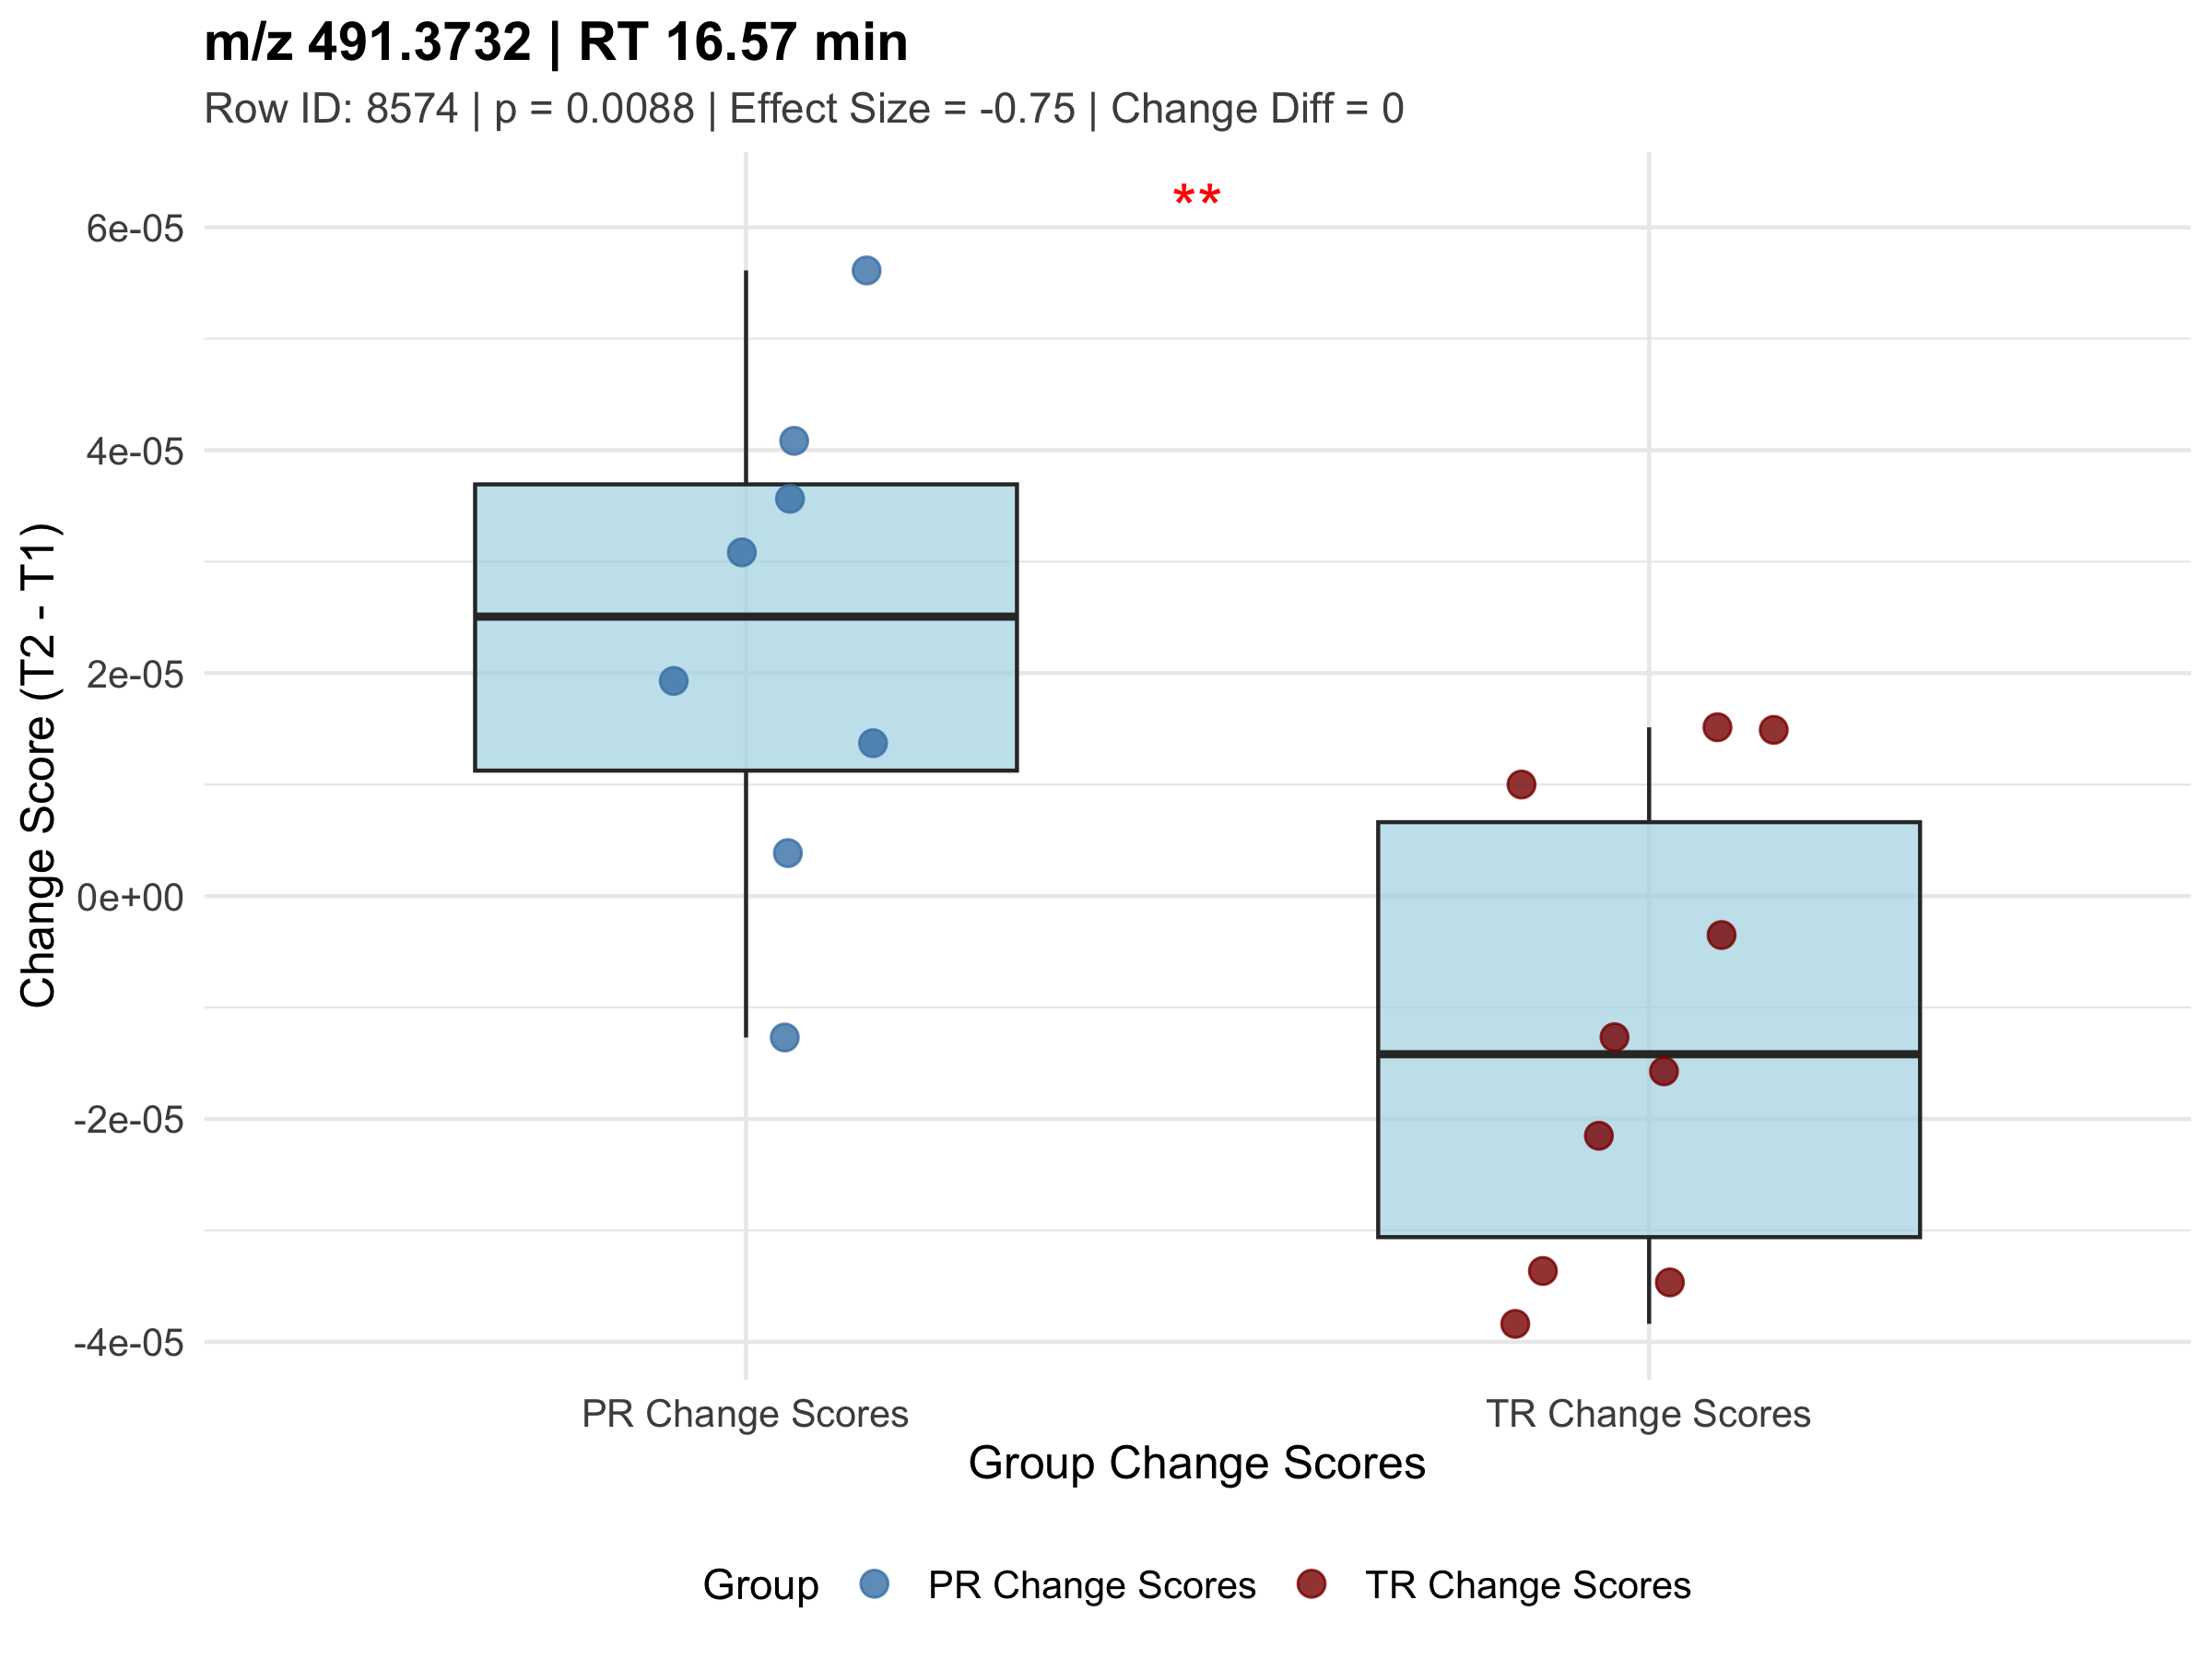 m/z 491.3732 | RT 16.57 min
Row ID: 8574 | p = 0.0088 | Effect Size = -0.75 | Change Diff = 0
**
6e-05
4e-05
2e-05
0e+00
-2e-05
-4e-05
Change Score (T2 - T1)
PR Change Scores
TR Change Scores
Group Change Scores
Group
PR Change Scores
TR Change Scores